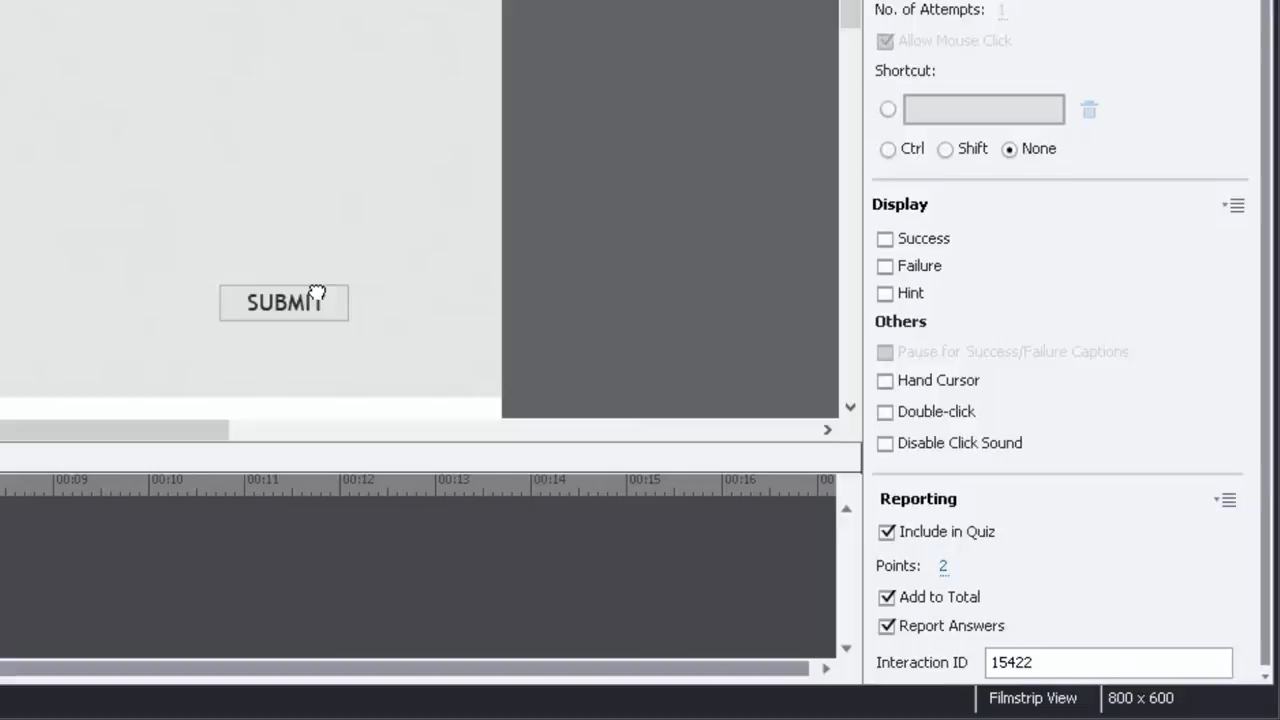 No. of Attempts: 1
Allow Mouse Click
Shortcut:
Ctrl Shift None
Display
Success
Failure
SUBMIT
Hint
Others
Pause for Success/Failure Captions
Hand Cursor
Double-click
Disable Click Sound
00:09 00:10 00:11 00:12 00:13 00:14 00:15 00:16 00
Reporting
Include in Quiz
Points: 2
Add to Total
Report Answers
Interaction ID 15422
Filmstrip View 800 x 600